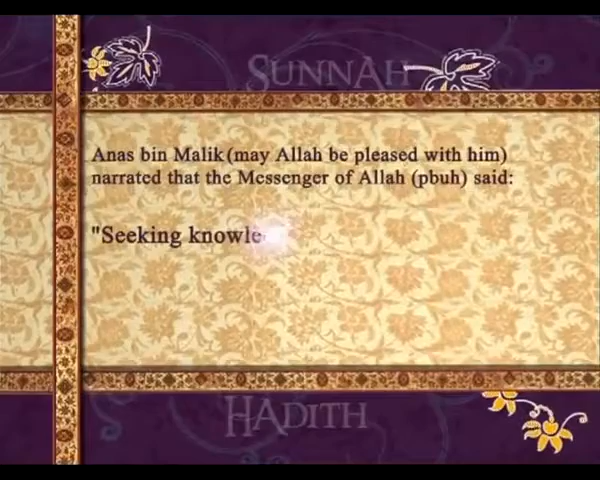 SUNNAH
Anas bin Malik (may Allah be pleased with him)
narrated that the Messenger of Allah (pbuh) said:
"Seeking knowle
HADITH